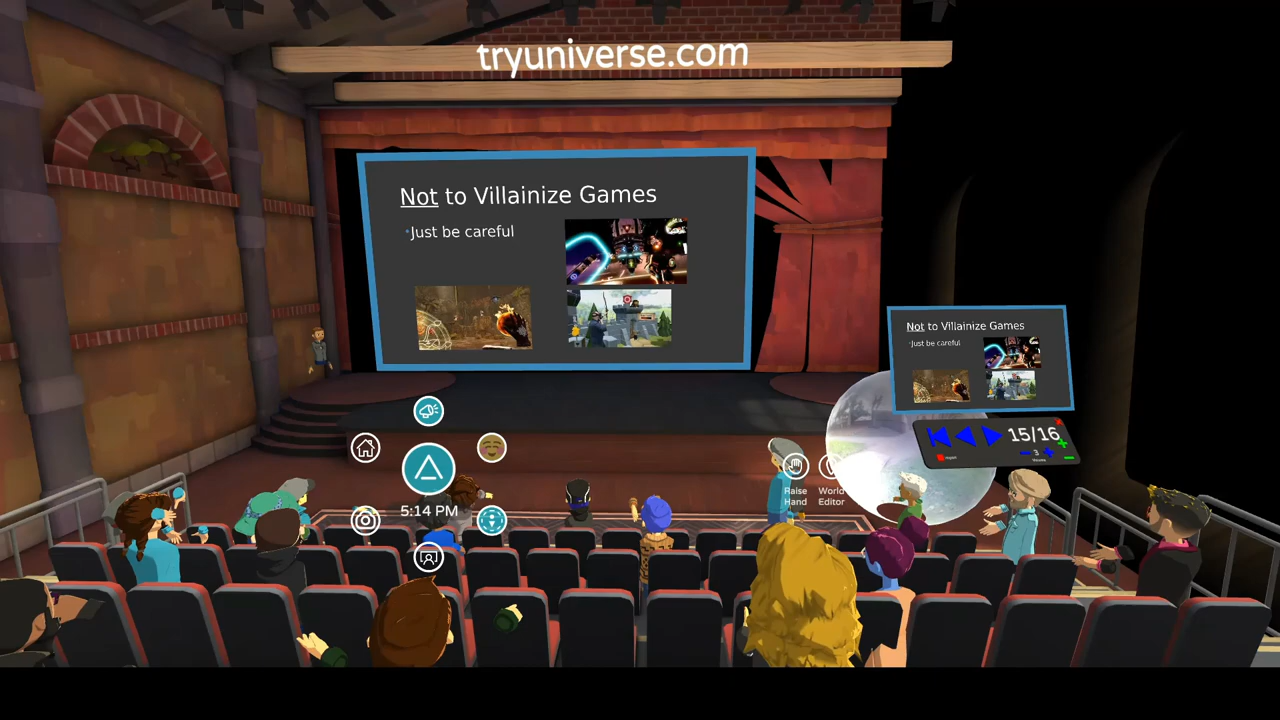 tryuniverse.com
Not to Villainize Games
Just be careful
Not to Villainize Games
Just be careful
15/16
5:14 PM
Raise
Hand
World
Editor